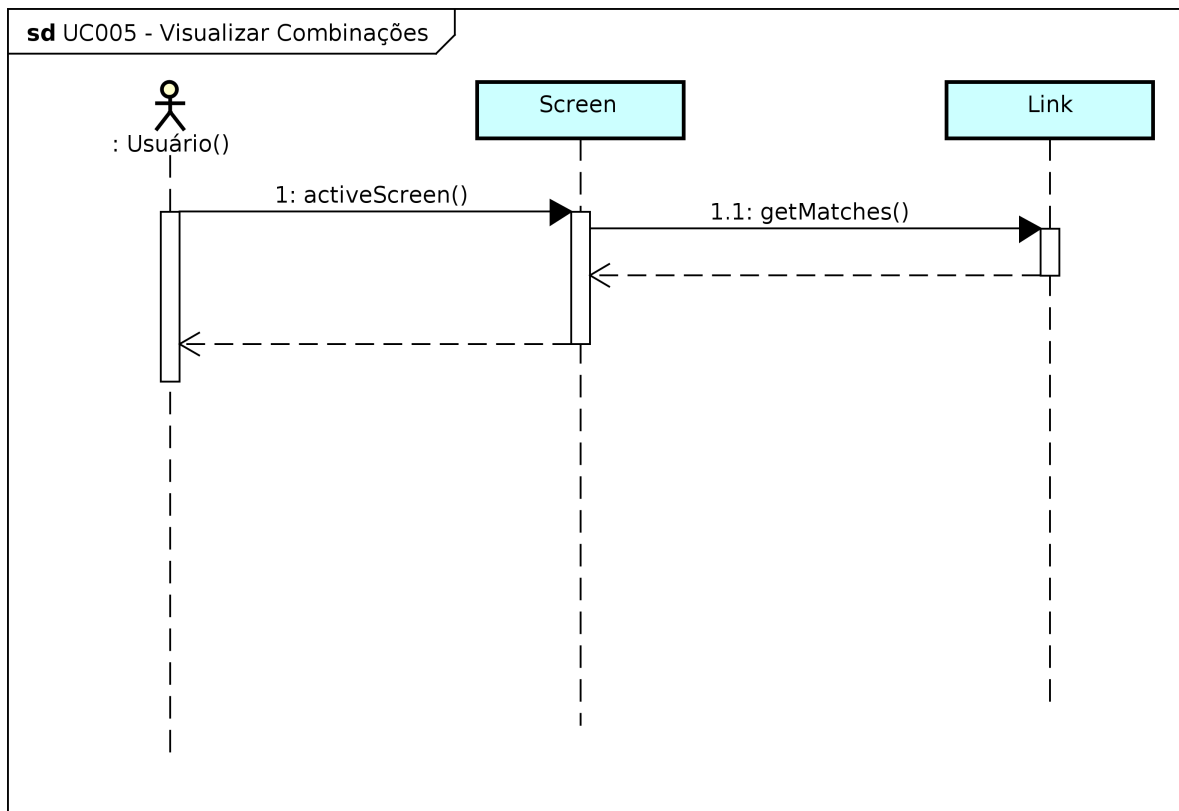 sd UC005 - Visualizar Combinações
: Usuário()
Screen
Link
1: activeScreen()
1.1: getMatches()